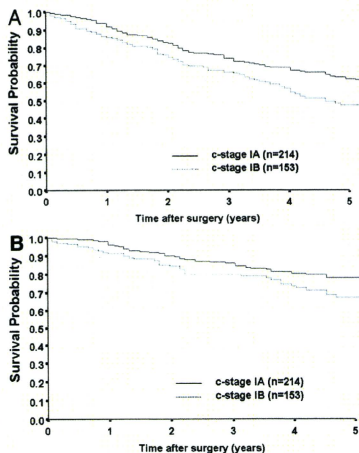 A
Survival Probability
1.0
0.9
0.8
0.7
0.6
0.5
0.4
0.3
0.2
0.1
0.0
c-stage IA (n=214)
c-stage IB (n=153)
0 1 2 3 4 5
Time after surgery (years)
B
Survival Probability
1.0
0.9
0.8
0.7
0.6
0.5
0.4
0.3
0.2
0.1
0.0
c-stage IA (n=214)
c-stage IB (n=153)
0 1 2 3 4 5
Time after surgery (years)